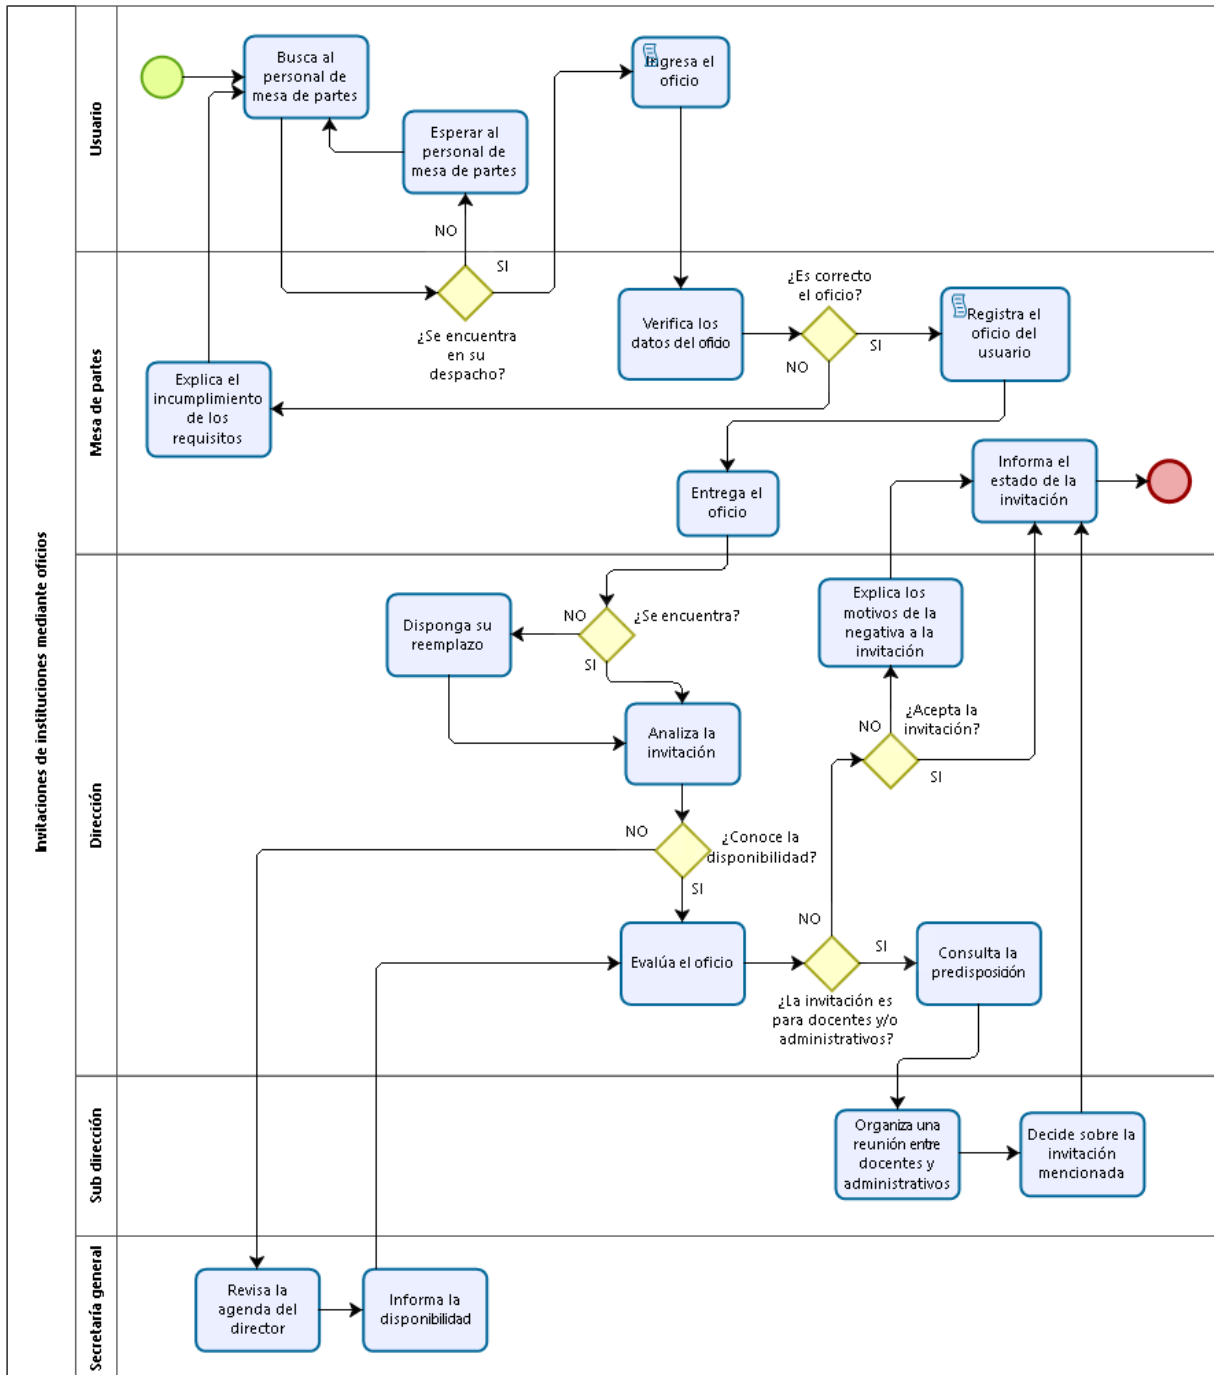 Invitaciones de instituciones mediante oficios
Usuario
Busca al
personal de
mesa de partes
Esperar al
personal de
mesa de partes
Ingresa el
oficio
NO
SI
Mesa de partes
¿Se encuentra
en su
despacho?
Explica el
incumplimiento
de los
requisitos
Verifica los
datos del oficio
¿Es correcto
el oficio?
SI
NO
Registra el
oficio del
usuario
Entrega el
oficio
Informa el
estado de la
invitación
Dirección
¿Se encuentra?
NO
SI
Disponga su
reemplazo
Analiza la
invitación
¿Conoce la
disponibilidad?
NO
SI
Evalúa el oficio
¿La invitación es
para docentes y/o
administrativos?
NO
SI
Consulta la
predisposición
¿Acepta la
invitación?
NO
SI
Explica los
motivos de la
negativa a la
invitación
Sub dirección
Organiza una
reunión entre
docentes y
administrativos
Decide sobre la
invitación
mencionada
Secretaría general
Revisa la
agenda del
director
Informa la
disponibilidad